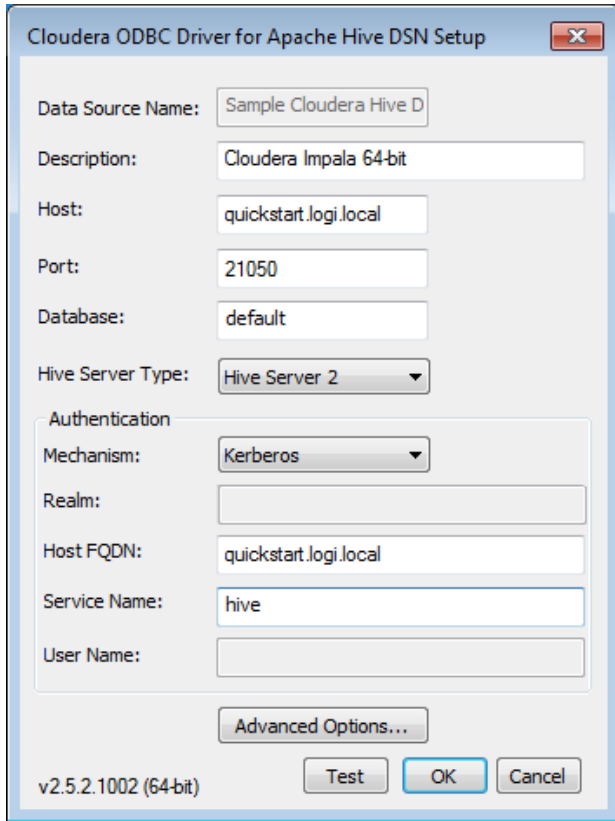 Cloudera ODBC Driver for Apache Hive DSN Setup
Data Source Name: Sample Cloudera Hive D
Description: Cloudera Impala 64-bit
Host: quickstart.logi.local
Port: 21050
Database: default
Hive Server Type: Hive Server 2
Authentication
Mechanism: Kerberos
Realm:
Host FQDN: quickstart.logi.local
Service Name: hive
User Name:
Advanced Options...
v2.5.2.1002 (64-bit) Test OK Cancel